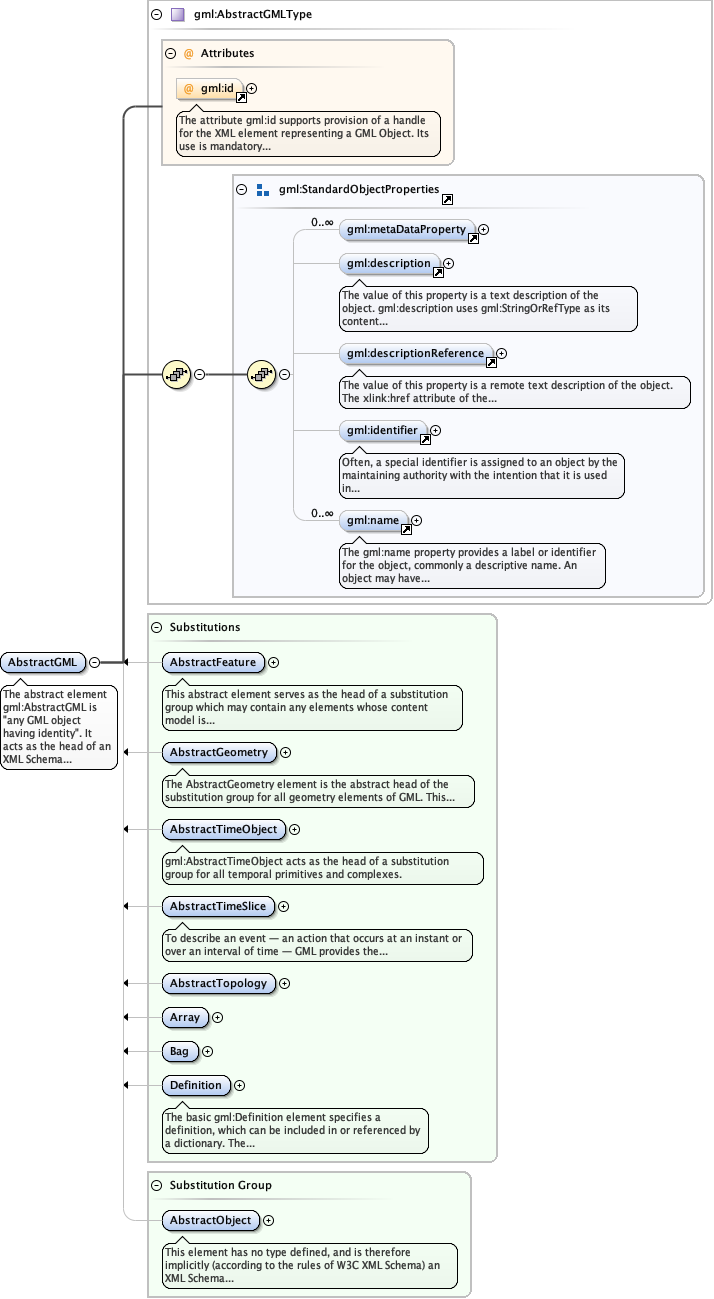 gml:AbstractGMLType
@ Attributes
@ gml:id
The attribute gml:id supports provision of a handle
for the XML element representing a GML Object. Its
use is mandatory...
gml:StandardObjectProperties
0..∞
gml:metaDataProperty
gml:description
The value of this property is a text description of the
object. gml:description uses gml:StringOrRefType as its
content...
gml:descriptionReference
The value of this property is a remote text description of the object.
The xlink:href attribute of the...
gml:identifier
Often, a special identifier is assigned to an object by the
maintaining authority with the intention that it is used
in...
0..∞
gml:name
The gml:name property provides a label or identifier
for the object, commonly a descriptive name. An
object may have...
AbstractGML
The abstract element
gml:AbstractGML is
"any GML object
having identity". It
acts as the head of an
XML Schema...
Substitutions
AbstractFeature
This abstract element serves as the head of a substitution
group which may contain any elements whose content
model is...
AbstractGeometry
The AbstractGeometry element is the abstract head of the
substitution group for all geometry elements of GML. This...
AbstractTimeObject
gml:AbstractTimeObject acts as the head of a substitution
group for all temporal primitives and complexes.
AbstractTimeSlice
To describe an event — an action that occurs at an instant or
over an interval of time — GML provides the...
AbstractTopology
Array
Bag
Definition
The basic gml:Definition element specifies a
definition, which can be included in or referenced by
a dictionary. The...
Substitution Group
AbstractObject
This element has no type defined, and is therefore
implicitly (according to the rules of W3C XML Schema) an
XML Schema...